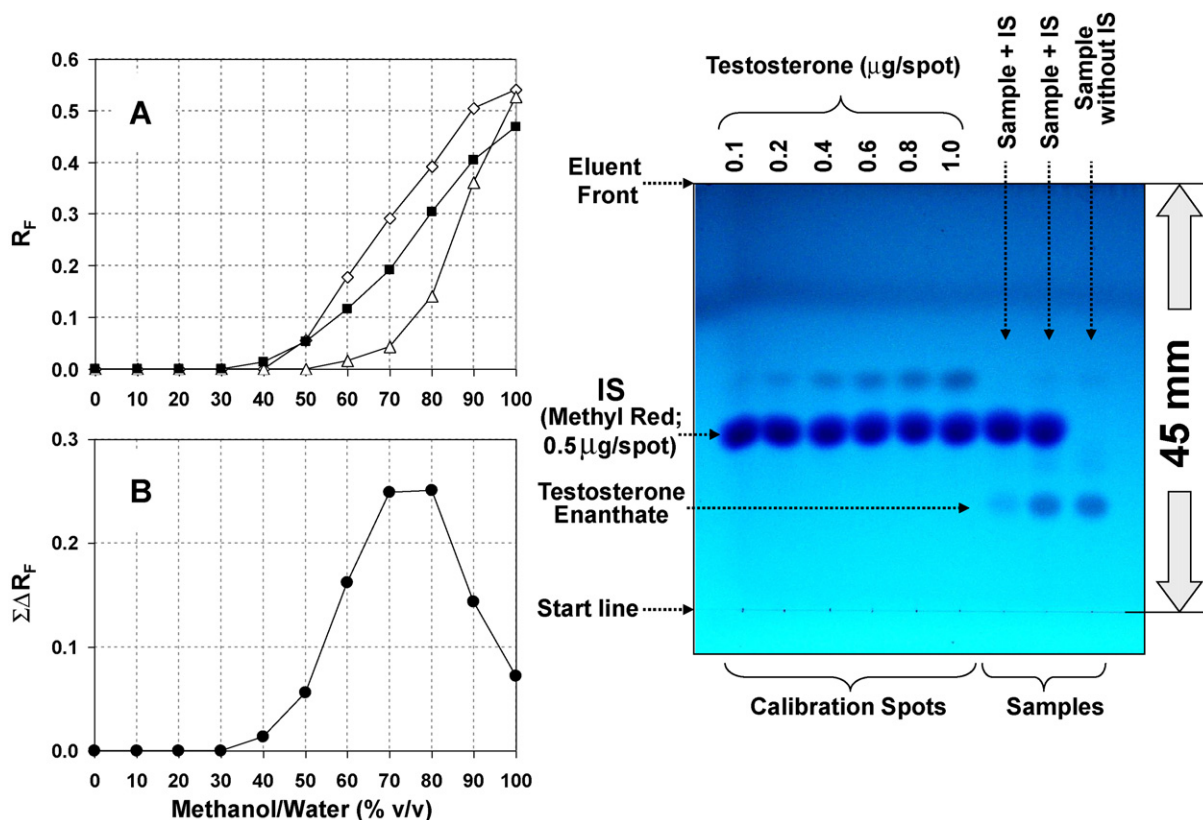 A
R_F
0.6
0.5
0.4
0.3
0.2
0.1
0.0
0 10 20 30 40 50 60 70 80 90 100
B
ΣΔR_F
0.3
0.2
0.1
0.0
0 10 20 30 40 50 60 70 80 90 100
Methanol/Water (% v/v)
Testosterone (μg/spot)
0.1 0.2 0.4 0.6 0.8 1.0
Sample + IS
Sample + IS
Sample
without IS
Eluent
Front
IS
(Methyl Red;
0.5 μg/spot)
Testosterone
Enanthate
Start line
45 mm
Calibration Spots
Samples